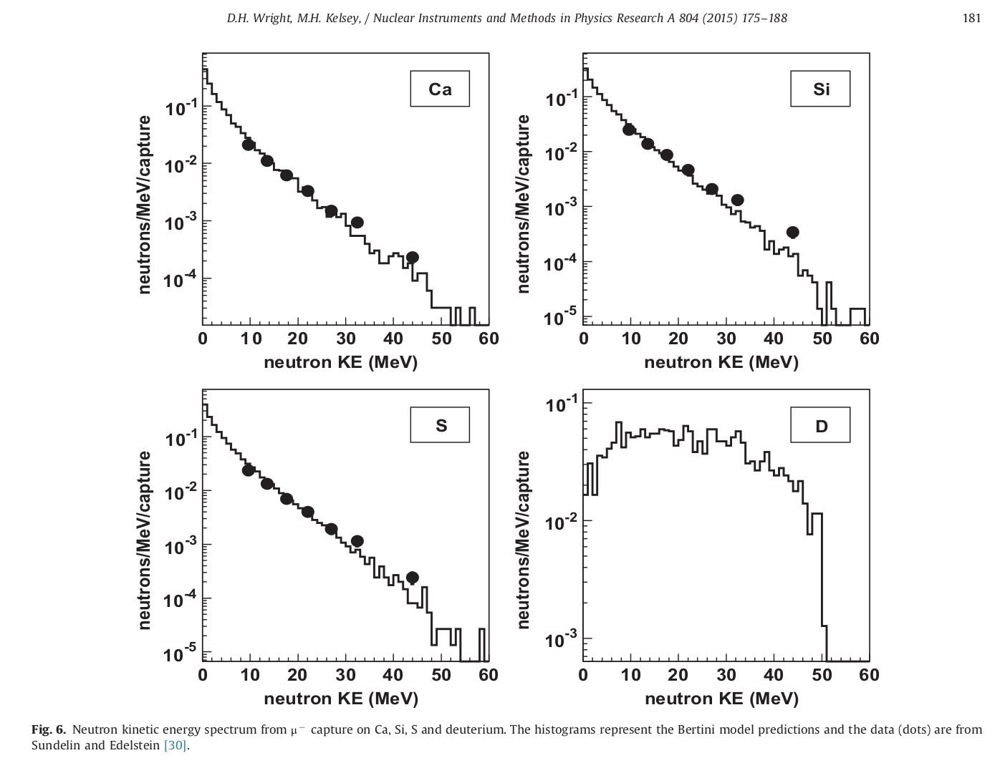 D.H. Wright, M.H. Kelsey, / Nuclear Instruments and Methods in Physics Research A 804 (2015) 175–188 181
Ca
neutrons/MeV/capture
10-1
10-2
10-3
10-4
0 10 20 30 40 50 60
neutron KE (MeV)
Si
neutrons/MeV/capture
10-1
10-2
10-3
10-4
10-5
0 10 20 30 40 50 60
neutron KE (MeV)
S
neutrons/MeV/capture
10-1
10-2
10-3
10-4
10-5
0 10 20 30 40 50 60
neutron KE (MeV)
D
neutrons/MeV/capture
10-1
10-2
10-3
0 10 20 30 40 50 60
neutron KE (MeV)
Fig. 6. Neutron kinetic energy spectrum from μ− capture on Ca, Si, S and deuterium. The histograms represent the Bertini model predictions and the data (dots) are from
Sundelin and Edelstein [30].